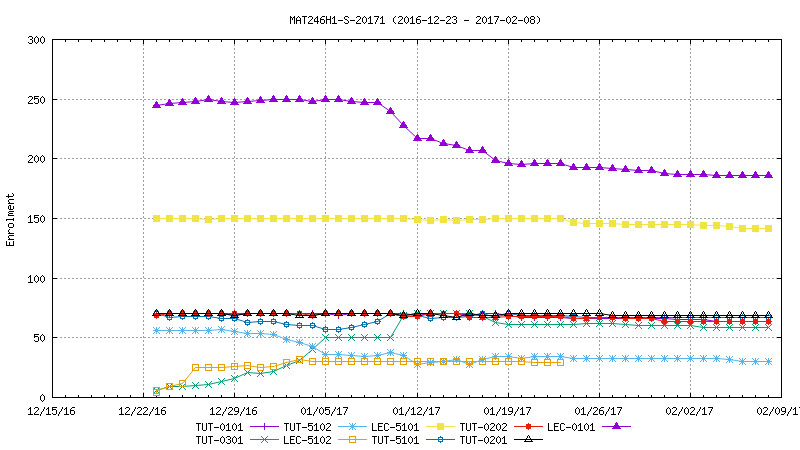 MAT246H1-S-20171 (2016-12-23 - 2017-02-08)
300
250
200
150
100
50
0
Enrolment
12/15/16 12/22/16 12/29/16 01/05/17 01/12/17 01/19/17 01/26/17 02/02/17 02/09/17
TUT-0101 TUT-5102 LEC-5101 TUT-0202 LEC-0101
TUT-0301 LEC-5102 TUT-5101 TUT-0201